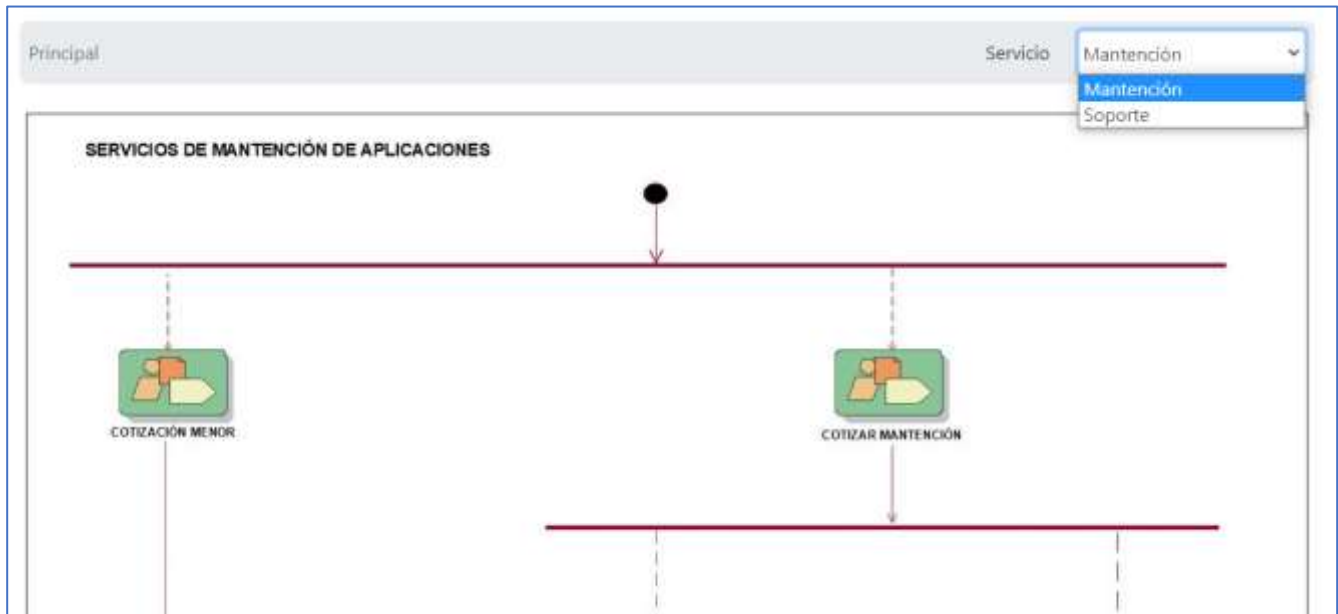 Principal
Servicio
Mantención
Mantención
Soporte
SERVICIOS DE MANTENCIÓN DE APLICACIONES
COTIZACIÓN MENOR
COTIZAR MANTENCIÓN